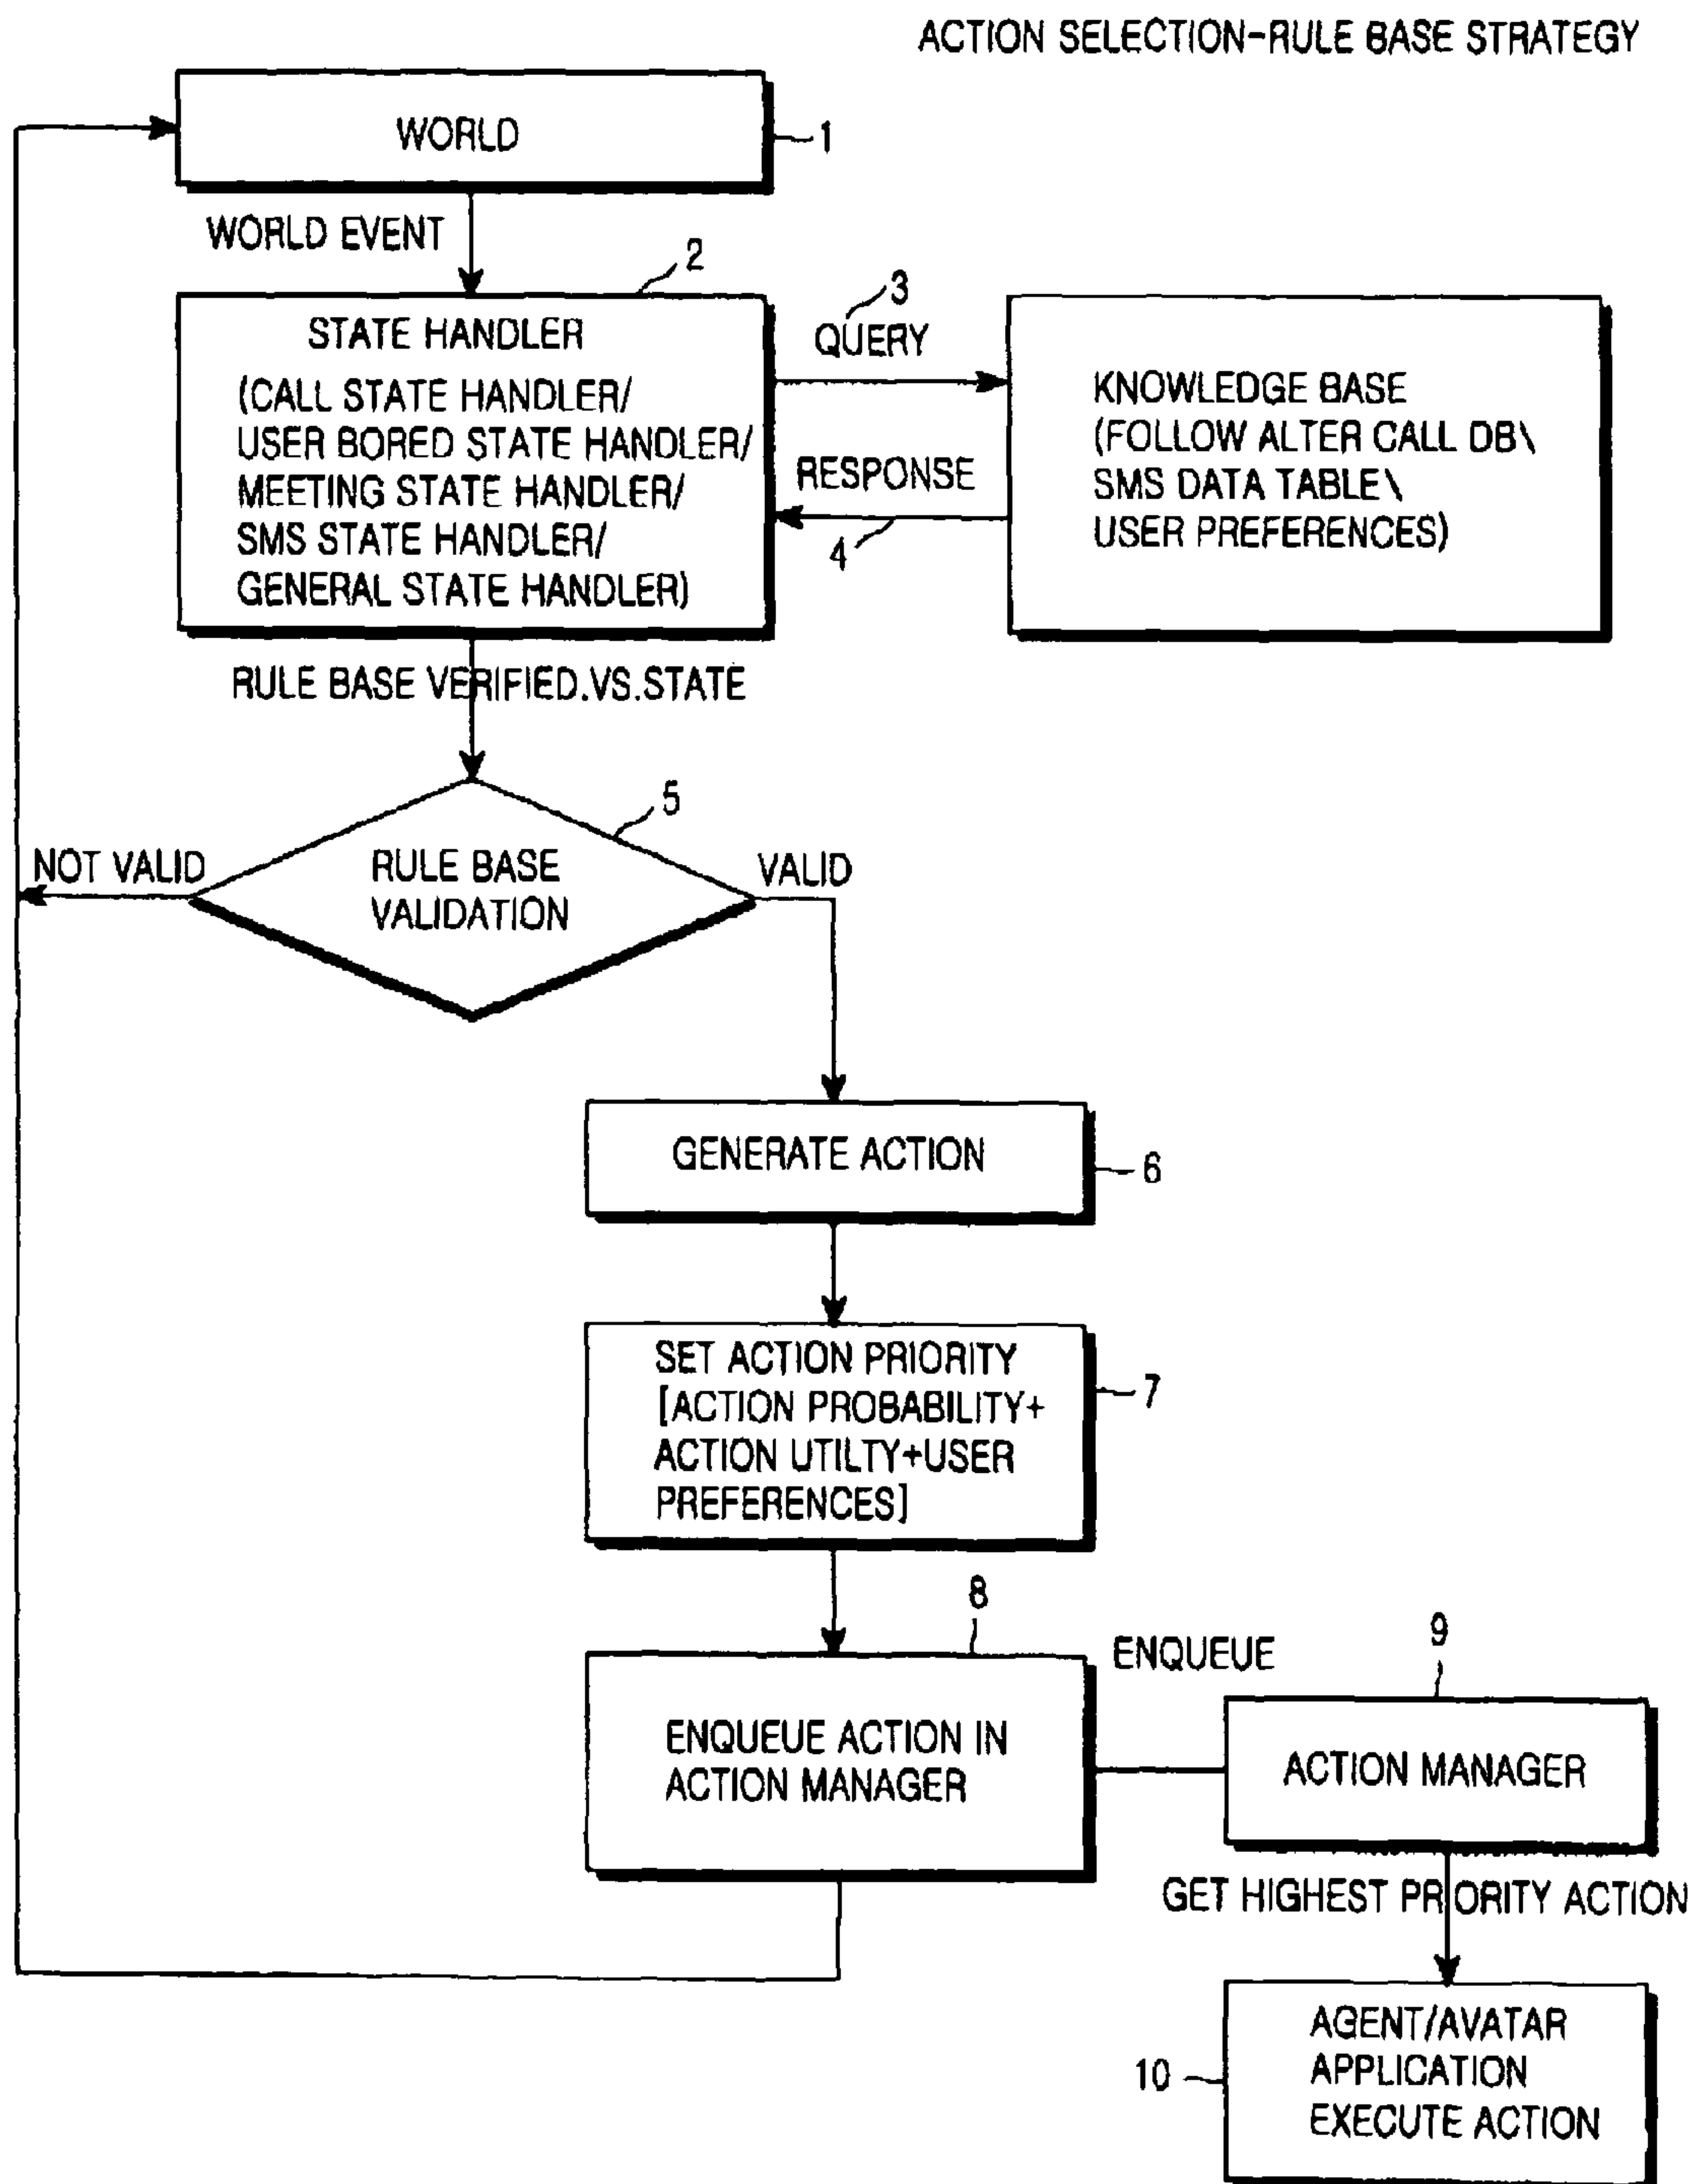 ACTION SELECTION-RULE BASE STRATEGY
WORLD
1
WORLD EVENT
2
STATE HANDLER
(CALL STATE HANDLER/
USER BORED STATE HANDLER/
MEETING STATE HANDLER/
SMS STATE HANDLER/
GENERAL STATE HANDLER)
3
QUERY
RESPONSE
4
KNOWLEDGE BASE
(FOLLOW ALTER CALL DB\
SMS DATA TABLE\
USER PREFERENCES)
RULE BASE VERIFIED.VS.STATE
5
NOT VALID
RULE BASE
VALIDATION
VALID
GENERATE ACTION
6
SET ACTION PRIORITY
[ACTION PROBABILITY+
ACTION UTILTY+USER
PREFERENCES]
7
8
ENQUEUE
9
ENQUEUE ACTION IN
ACTION MANAGER
ACTION MANAGER
GET HIGHEST PRIORITY ACTION
10
AGENT/AVATAR
APPLICATION
EXECUTE ACTION